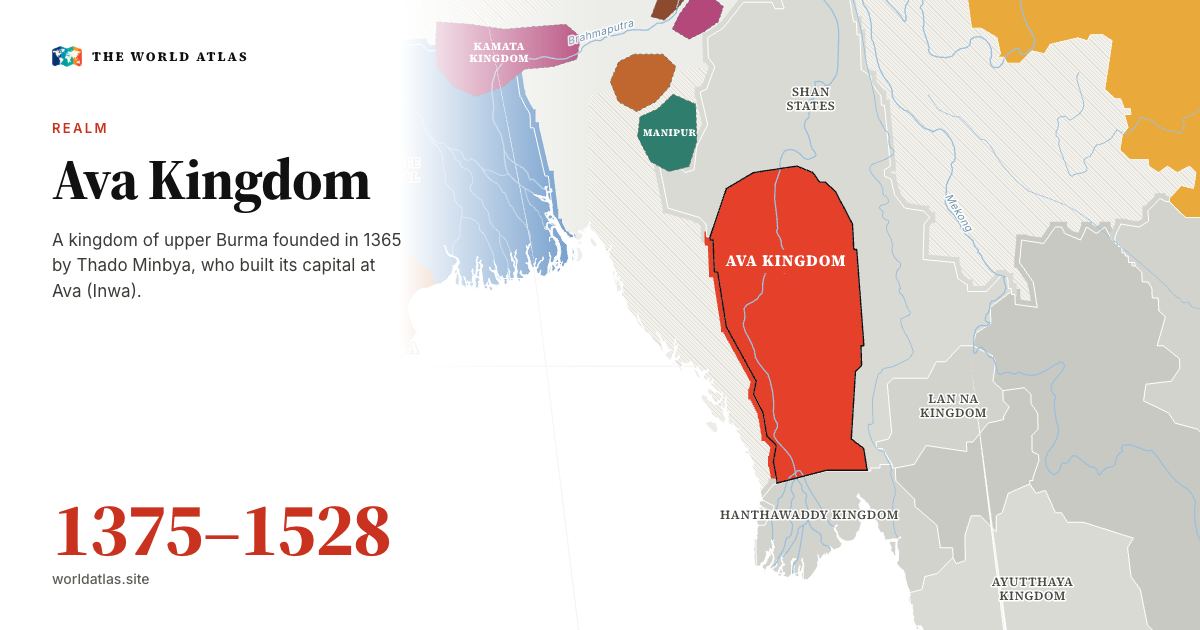 THE WORLD ATLAS
REALM
Ava Kingdom
A kingdom of upper Burma founded in 1365
by Thado Minbya, who built its capital at
Ava (Inwa).
1375–1528
worldatlas.site
KAMATA
KINGDOM
Brahmaputra
MANIPUR
SHAN
STATES
Mekong
AVA KINGDOM
LAN NA
KINGDOM
HANTHAWADDY KINGDOM
AYUTTHAYA
KINGDOM